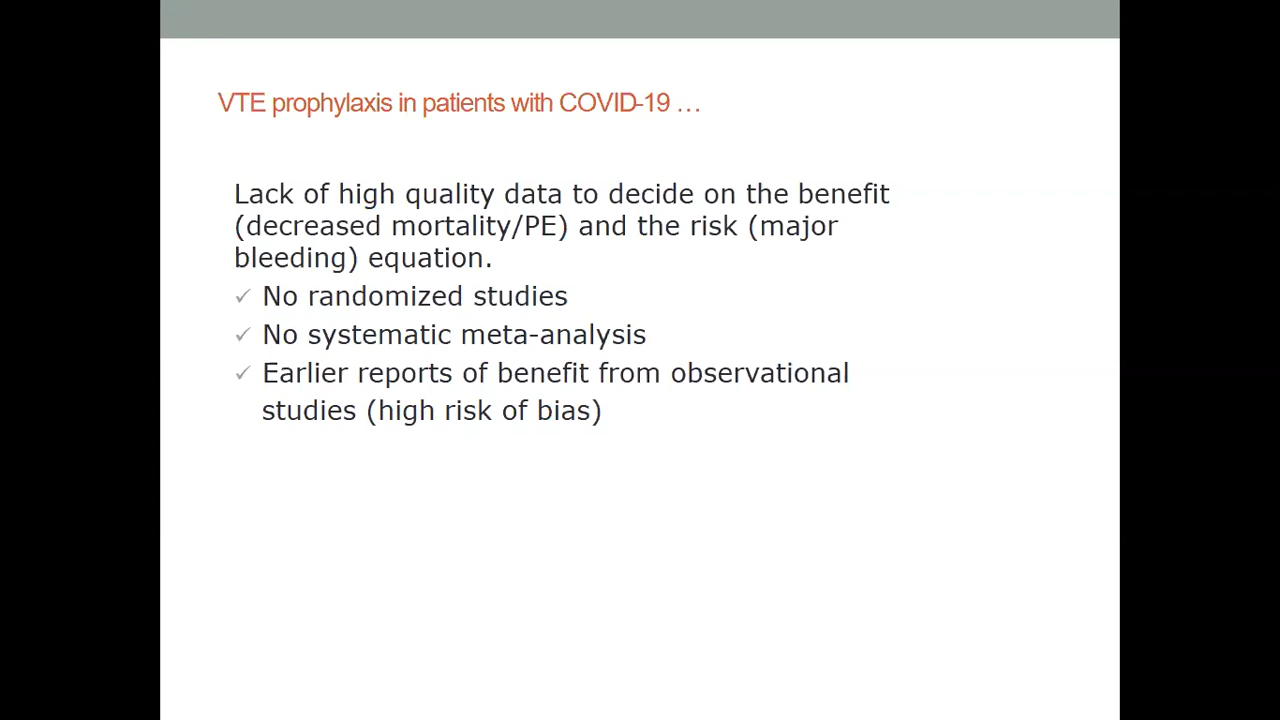 VTE prophylaxis in patients with COVID-19 …
Lack of high quality data to decide on the benefit
(decreased mortality/PE) and the risk (major
bleeding) equation.
✓ No randomized studies
✓ No systematic meta-analysis
✓ Earlier reports of benefit from observational
studies (high risk of bias)